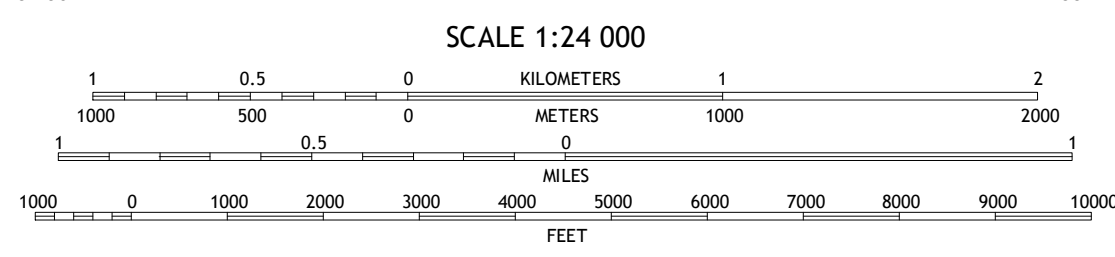 SCALE 1:24 000
1 0.5 0 KILOMETERS 1 2
1000 500 0 METERS 1000 2000
1 0.5 0 1
MILES
1000 0 1000 2000 3000 4000 5000 6000 7000 8000 9000 10000
FEET